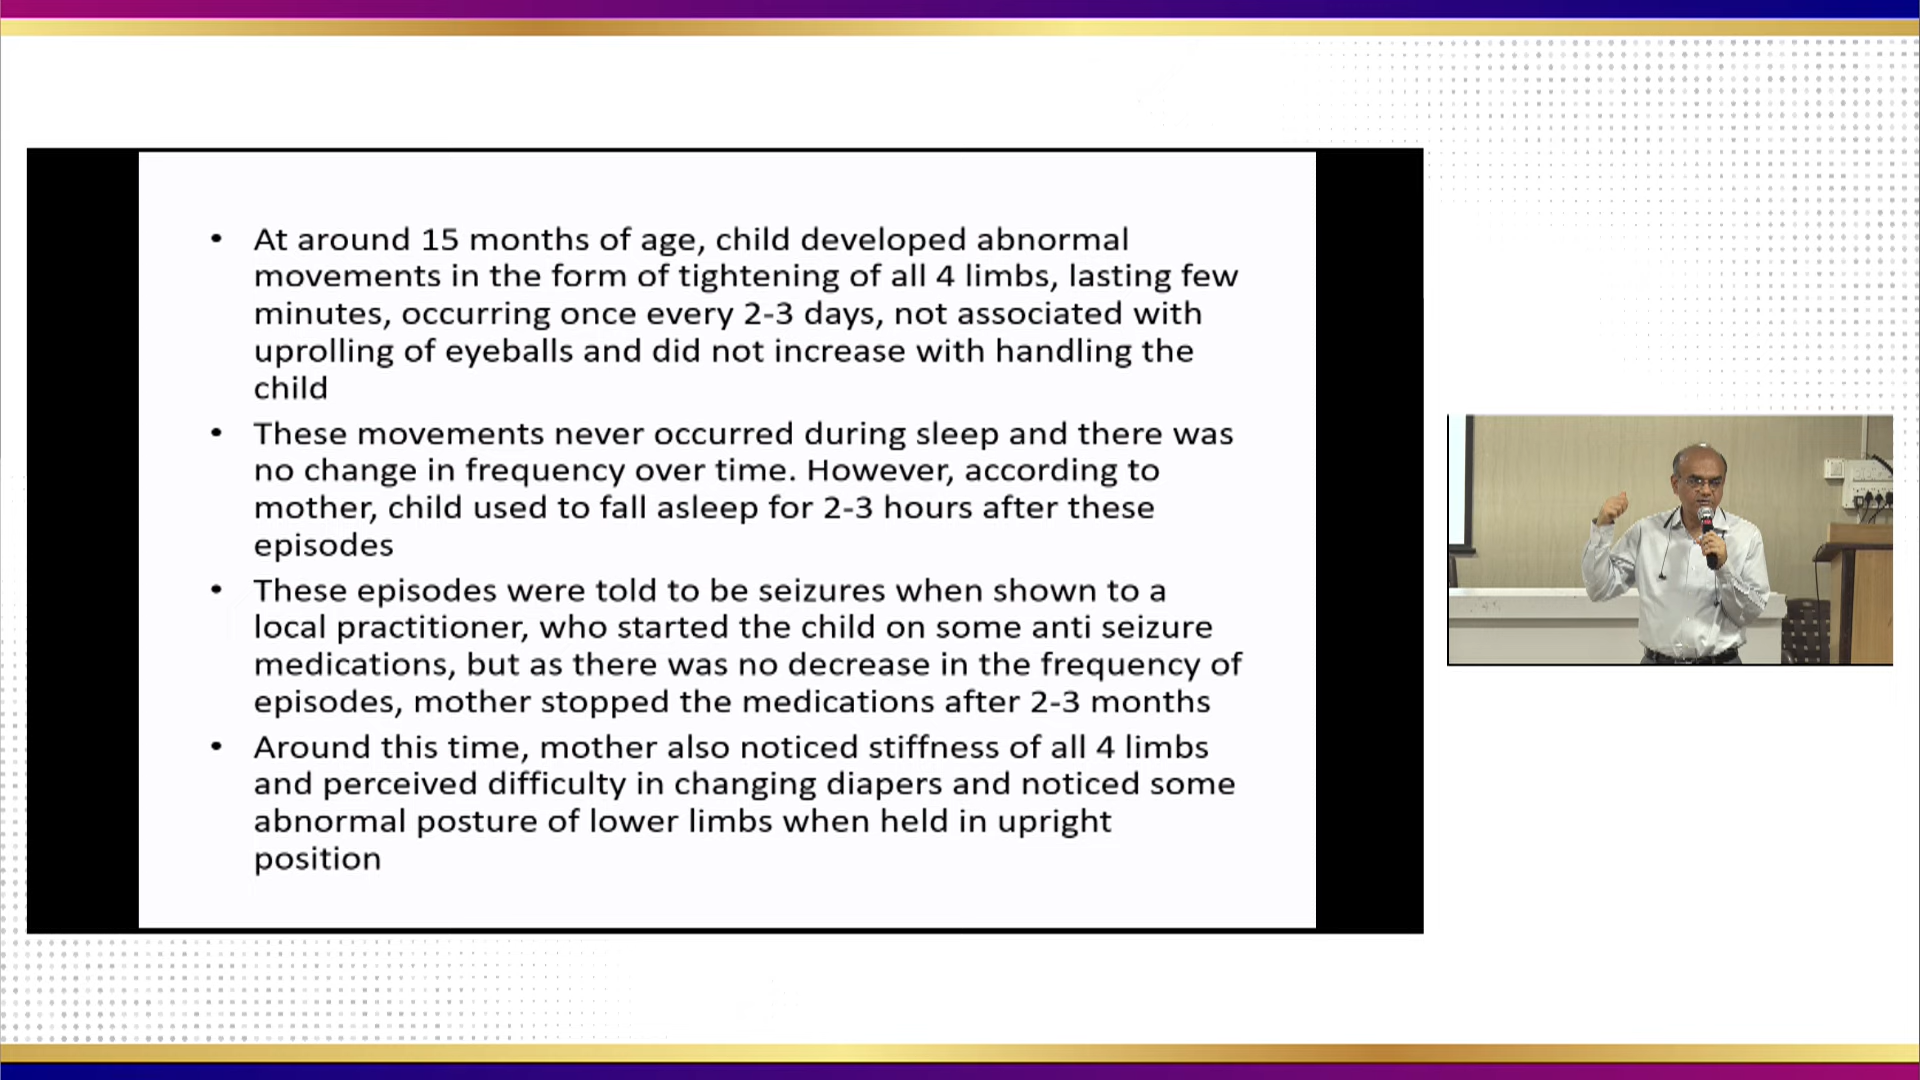 • At around 15 months of age, child developed abnormal
movements in the form of tightening of all 4 limbs, lasting few
minutes, occurring once every 2-3 days, not associated with
uprolling of eyeballs and did not increase with handling the
child
• These movements never occurred during sleep and there was
no change in frequency over time. However, according to
mother, child used to fall asleep for 2-3 hours after these
episodes
• These episodes were told to be seizures when shown to a
local practitioner, who started the child on some anti seizure
medications, but as there was no decrease in the frequency of
episodes, mother stopped the medications after 2-3 months
• Around this time, mother also noticed stiffness of all 4 limbs
and perceived difficulty in changing diapers and noticed some
abnormal posture of lower limbs when held in upright
position